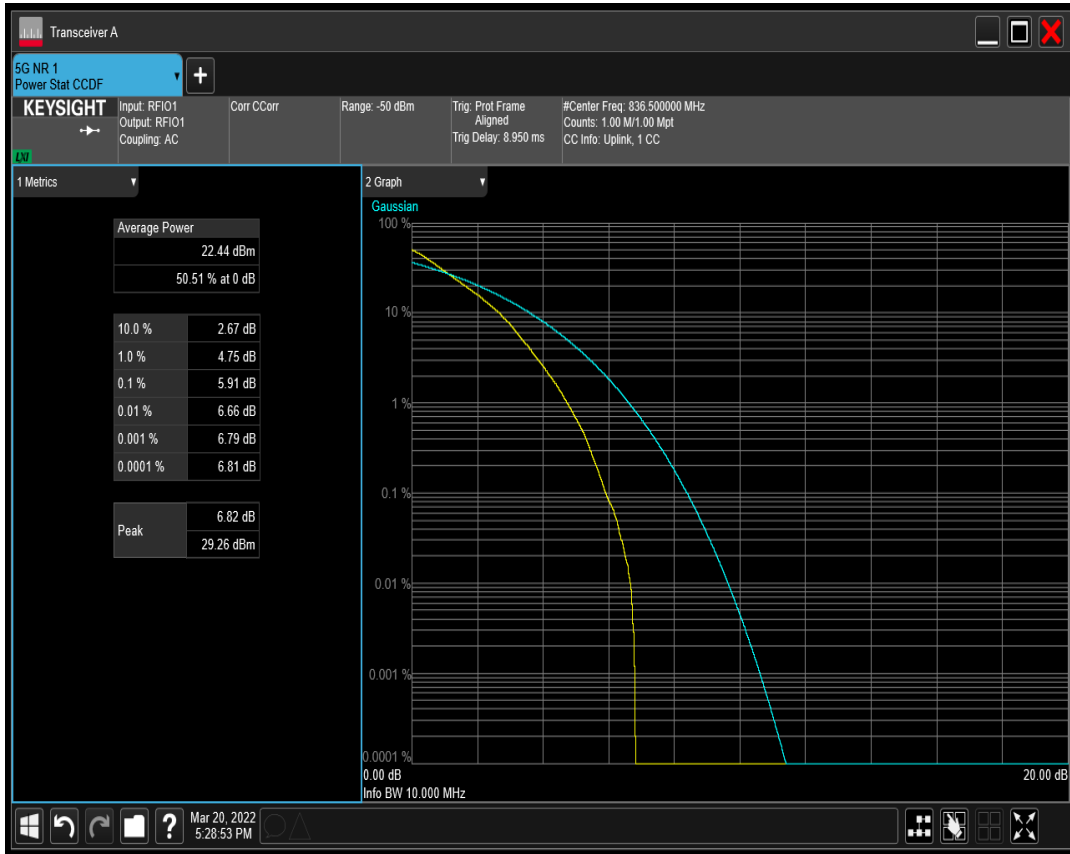 Transceiver A
5G NR 1
Power Stat CCDF
+
KEYSIGHT
LXI
Input: RFIO1
Output: RFIO1
Coupling: AC
Corr CCorr
Range: -50 dBm
Trig: Prot Frame
Aligned
Trig Delay: 8.950 ms
#Center Freq: 836.500000 MHz
Counts: 1.00 M/1.00 Mpt
CC Info: Uplink, 1 CC
1 Metrics
Average Power
22.44 dBm
50.51 % at 0 dB
10.0 % 2.67 dB
1.0 % 4.75 dB
0.1 % 5.91 dB
0.01 % 6.66 dB
0.001 % 6.79 dB
0.0001 % 6.81 dB
Peak 6.82 dB
29.26 dBm
2 Graph
Gaussian
100 %
10 %
1 %
0.1 %
0.01 %
0.001 %
0.0001 %
0.00 dB 20.00 dB
Info BW 10.000 MHz
?
Mar 20, 2022
5:28:53 PM